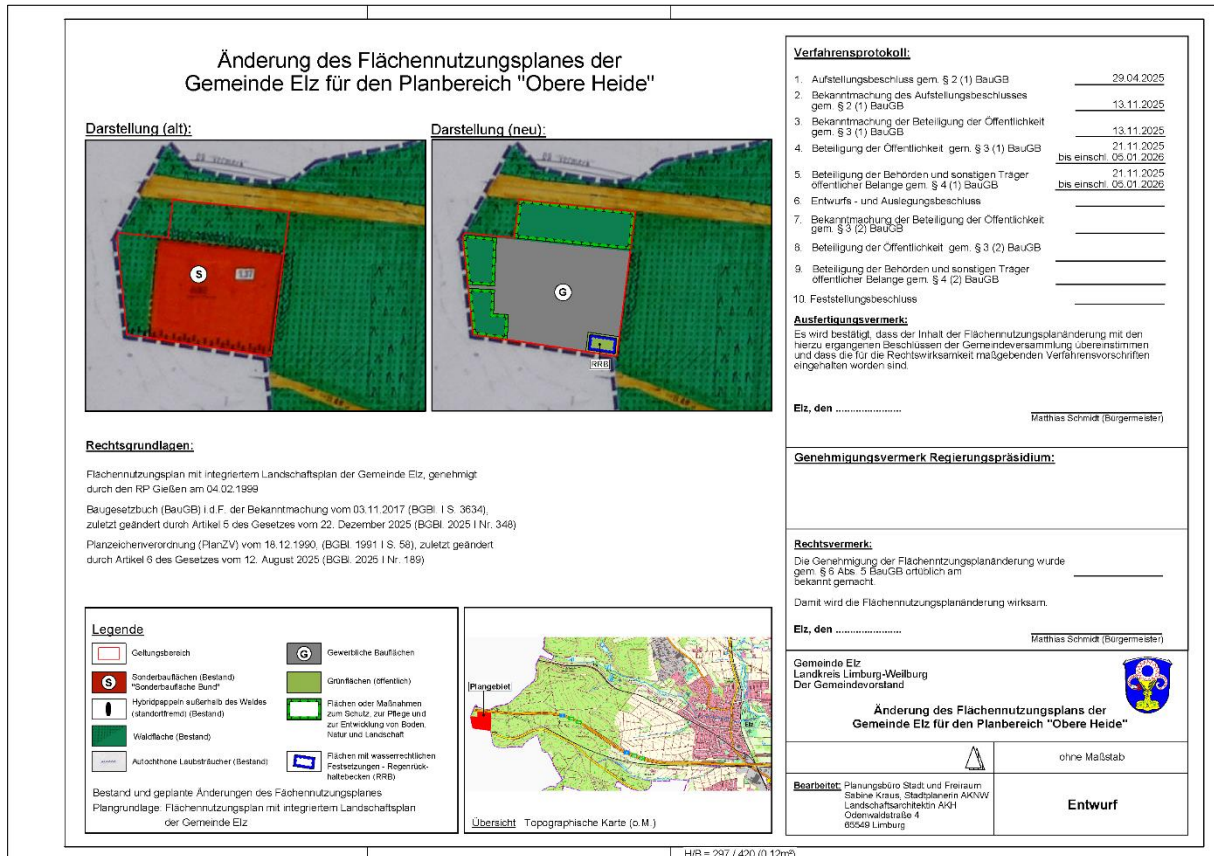 Änderung des Flächennutzungsplanes der
Gemeinde Elz für den Planbereich "Obere Heide"
Darstellung (alt):
Darstellung (neu):
S
G
RRB
Rechtsgrundlagen:
Flächennutzungsplan mit integriertem Landschaftsplan der Gemeinde Elz, genehmigt
durch den RP Gießen am 04.02.1999
Baugesetzbuch (BauGB) i.d.F. der Bekanntmachung vom 03.11.2017 (BGBl. I S. 3634),
zuletzt geändert durch Artikel 5 des Gesetzes vom 22. Dezember 2025 (BGBl. 2025 I Nr. 348)
Planzeichenverordnung (PlanZV) vom 18.12.1990, (BGBl. 1991 I S. 58), zuletzt geändert
durch Artikel 6 des Gesetzes vom 12. August 2025 (BGBl. 2025 I Nr. 189)
Legende
Geltungsbereich
S
Sonderbauflächen (Bestand)
"Sonderbaufläche Bund"
Hybridpappeln außerhalb des Waldes
(standortfremd) (Bestand)
Waldfläche (Bestand)
Autochthone Laubsträucher (Bestand)
G
Gewerbliche Bauflächen
Grünflächen (öffentlich)
Flächen oder Maßnahmen
zum Schutz, zur Pflege und
zur Entwicklung von Boden,
Natur und Landschaft
Flächen mit wasserrechtlichen
Festsetzungen - Regenrück-
haltebecken (RRB)
Bestand und geplante Änderungen des Fächennutzungsplanes
Plangrundlage: Flächennutzungsplan mit integriertem Landschaftsplan
der Gemeinde Elz
Plangebiet
Elz
Übersicht Topographische Karte (o.M.)
Verfahrensprotokoll:
1. Aufstellungsbeschluss gem. § 2 (1) BauGB 29.04.2025
2. Bekanntmachung des Aufstellungsbeschlusses
gem. § 2 (1) BauGB 13.11.2025
3. Bekanntmachung der Beteiligung der Öffentlichkeit
gem. § 3 (1) BauGB 13.11.2025
4. Beteiligung der Öffentlichkeit gem. § 3 (1) BauGB 21.11.2025
bis einschl. 05.01.2026
5. Beteiligung der Behörden und sonstigen Träger 21.11.2025
öffentlicher Belange gem. § 4 (1) BauGB bis einschl. 05.01.2026
6. Entwurfs - und Auslegungsbeschluss
7. Bekanntmachung der Beteiligung der Öffentlichkeit
gem. § 3 (2) BauGB
8. Beteiligung der Öffentlichkeit gem. § 3 (2) BauGB
9. Beteiligung der Behörden und sonstigen Träger
öffentlicher Belange gem. § 4 (2) BauGB
10. Feststellungsbeschluss
Ausfertigungsvermerk:
Es wird bestätigt, dass der Inhalt der Flächennutzungsplanänderung mit den
hierzu ergangenen Beschlüssen der Gemeindeversammlung übereinstimmen
und dass die für die Rechtswirksamkeit maßgebenden Verfahrensvorschriften
eingehalten worden sind.
Elz, den ......................
Matthias Schmidt (Bürgermeister)
Genehmigungsvermerk Regierungspräsidium:
Rechtsvermerk:
Die Genehmigung der Flächenntzungsplanänderung wurde
gem. § 6 Abs. 5 BauGB ortüblich am
bekannt gemacht.
Damit wird die Flächennutzungsplanänderung wirksam.
Elz, den ......................
Matthias Schmidt (Bürgermeister)
Gemeinde Elz
Landkreis Limburg-Weilburg
Der Gemeindevorstand
Änderung des Flächennutzungsplans der
Gemeinde Elz für den Planbereich "Obere Heide"
ohne Maßstab
Bearbeitet: Planungsbüro Stadt und Freiraum
Sabine Kraus, Stadtplanerin AKNW
Landschaftsarchitektin AKH
Odenwaldstraße 4
65549 Limburg
Entwurf
H/B = 297 / 420 (0.12m²)